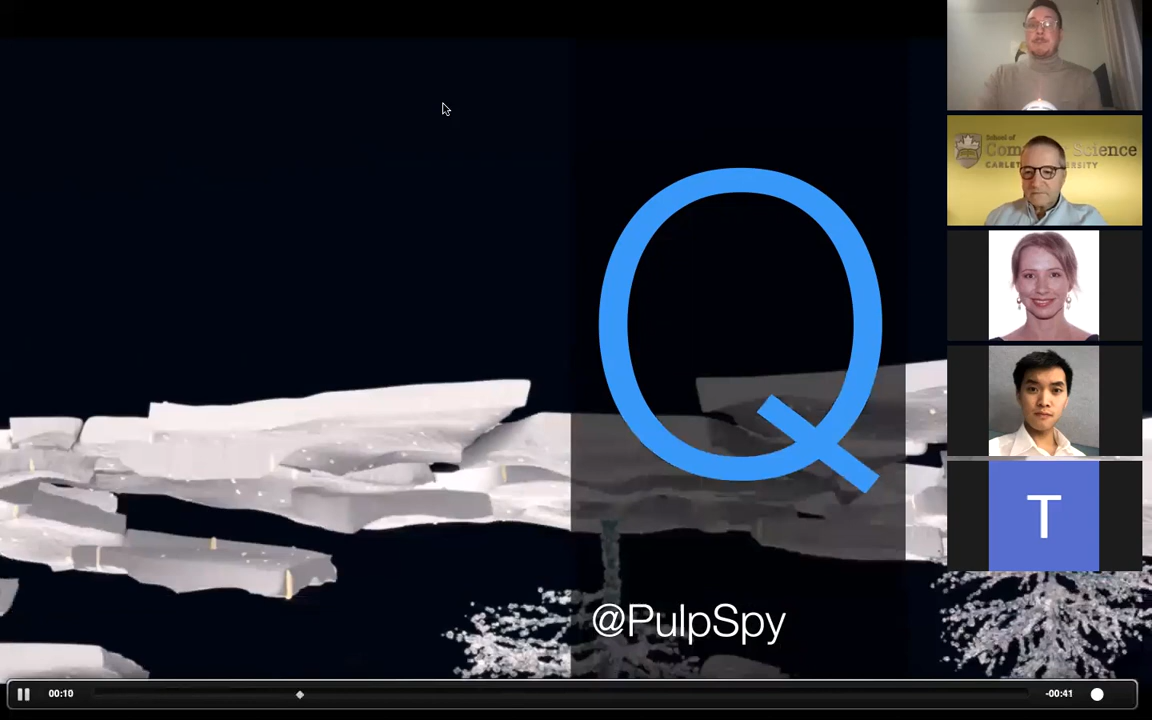 Q
@PulpSpy
School of
Computer Science
CARLETON UNIVERSITY
T
00:10
-00:41